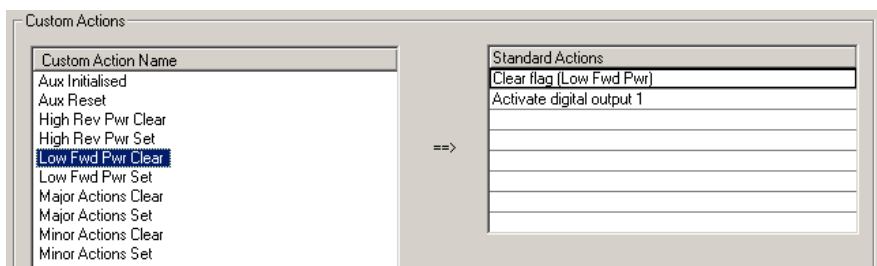 Custom Actions
Custom Action Name
Aux Initialised
Aux Reset
High Rev Pwr Clear
High Rev Pwr Set
Low Fwd Pwr Clear
Low Fwd Pwr Set
Major Actions Clear
Major Actions Set
Minor Actions Clear
Minor Actions Set
==>
Standard Actions
Clear flag (Low Fwd Pwr)
Activate digital output 1